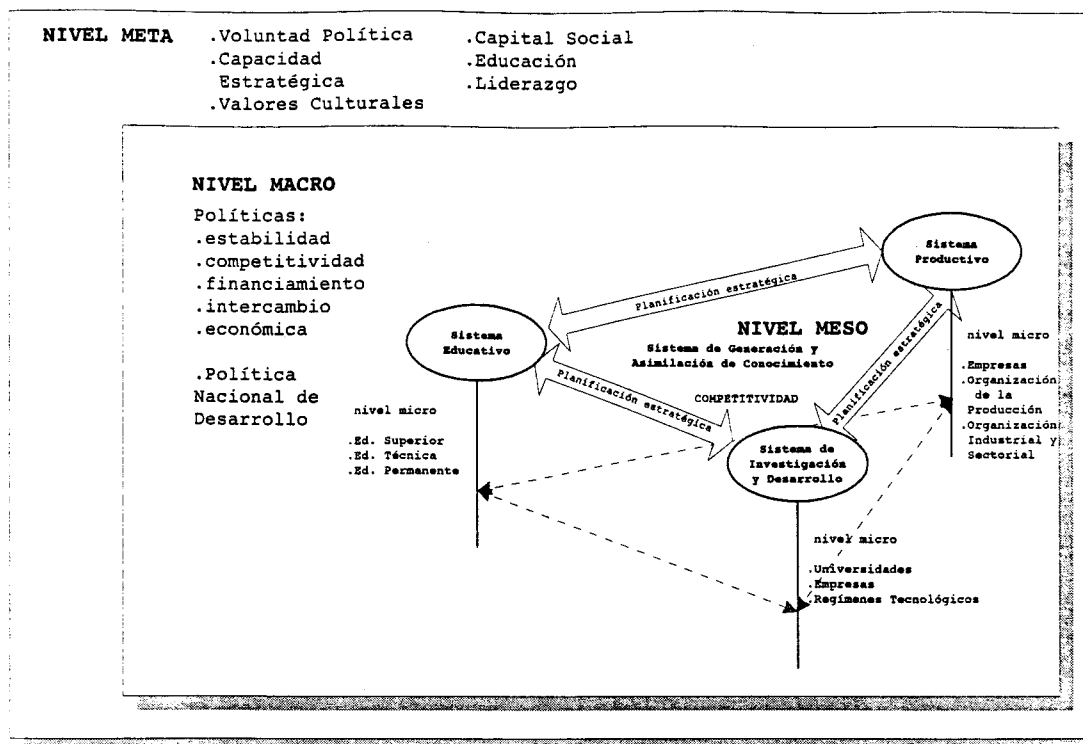 NIVEL META
.Voluntad Política
.Capacidad
Estratégica
.Valores Culturales
.Capital Social
.Educación
.Liderazgo
NIVEL MACRO
Políticas:
.estabilidad
.competitividad
.financiamiento
.intercambio
.económica
.Política
Nacional de
Desarrollo
Sistema
Productivo
Planificación estratégica
Sistema
Educativo
NIVEL MESO
Sistema de Generación y
Asimilación de Conocimiento
Planificación estratégica
Planificación estratégica
COMPETITIVIDAD
nivel micro
.Ed. Superior
.Ed. Técnica
.Ed. Permanente
Sistema de
Investigación
y Desarrollo
nivel micro
.Empresas
.Organización
de la
Producción
.Organización
Industrial y
Sectorial
nivel micro
.Universidades
.Empresas
.Regímenes Tecnológicos